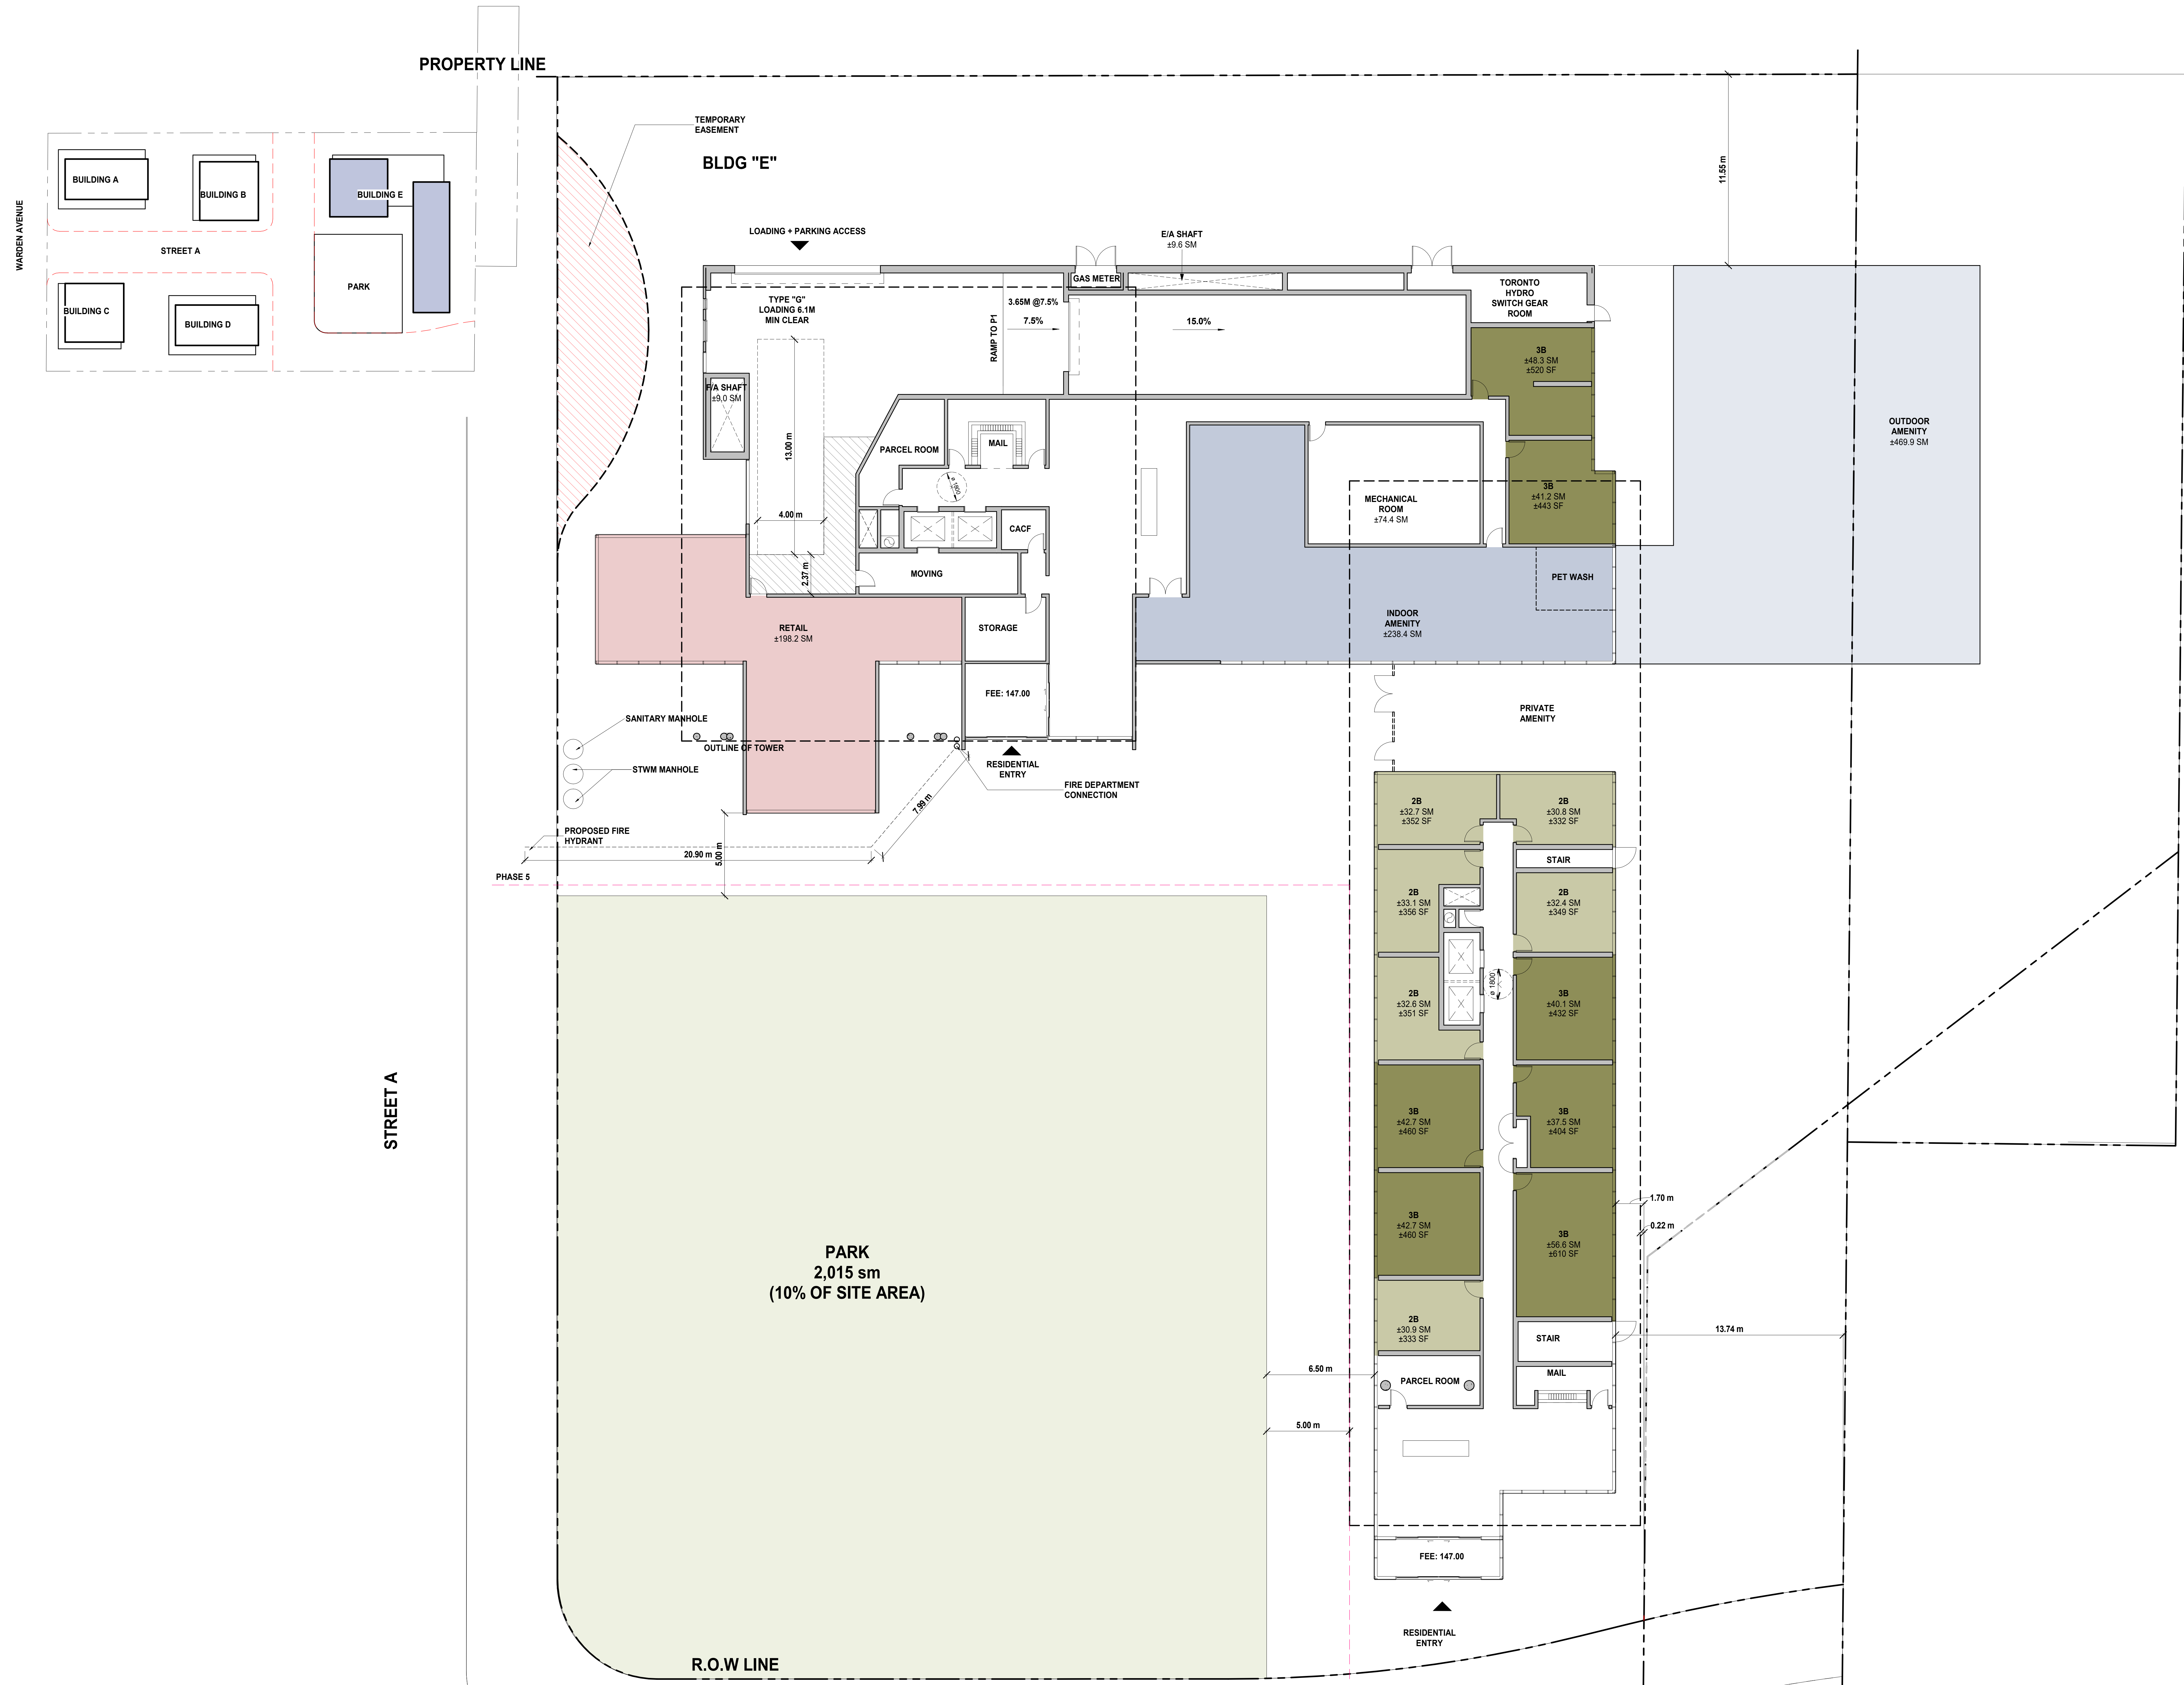 PROPERTY LINE
TEMPORARY
EASEMENT
BLDG "E"
11.55 m
WARDEN AVENUE
BUILDING A
BUILDING B
BUILDING E
STREET A
PARK
BUILDING C
BUILDING D
LOADING + PARKING ACCESS
E/A SHAFT
±9.6 SM
GAS METER
TYPE "G"
LOADING 6.1M
MIN CLEAR
RAMP TO P1
3.65M @7.5%
7.5%
15.0%
TORONTO
HYDRO
SWITCH GEAR
ROOM
3B
±48.3 SM
±520 SF
F/A SHAFT
±9,0 SM
13.00 m
PARCEL ROOM
MAIL
ø 1800
OUTDOOR
AMENITY
±469.9 SM
MECHANICAL
ROOM
±74.4 SM
3B
±41.2 SM
±443 SF
4.00 m
CACF
2.37 m
MOVING
PET WASH
RETAIL
±198.2 SM
STORAGE
INDOOR
AMENITY
±238.4 SM
FEE: 147.00
PRIVATE
AMENITY
SANITARY MANHOLE
OUTLINE OF TOWER
STWM MANHOLE
RESIDENTIAL
ENTRY
FIRE DEPARTMENT
CONNECTION
7.99 m
PROPOSED FIRE
HYDRANT
20.90 m
5.00 m
PHASE 5
2B
±32.7 SM
±352 SF
2B
±30.8 SM
±332 SF
STAIR
2B
±33.1 SM
±356 SF
2B
±32.4 SM
±349 SF
2B
±32.6 SM
±351 SF
ø 1800
3B
±40.1 SM
±432 SF
STREET A
3B
±42.7 SM
±460 SF
3B
±37.5 SM
±404 SF
3B
±42.7 SM
±460 SF
3B
±56.6 SM
±610 SF
1.70 m
0.22 m
PARK
2,015 sm
(10% OF SITE AREA)
2B
±30.9 SM
±333 SF
STAIR
13.74 m
6.50 m
PARCEL ROOM
MAIL
5.00 m
FEE: 147.00
RESIDENTIAL
ENTRY
R.O.W LINE